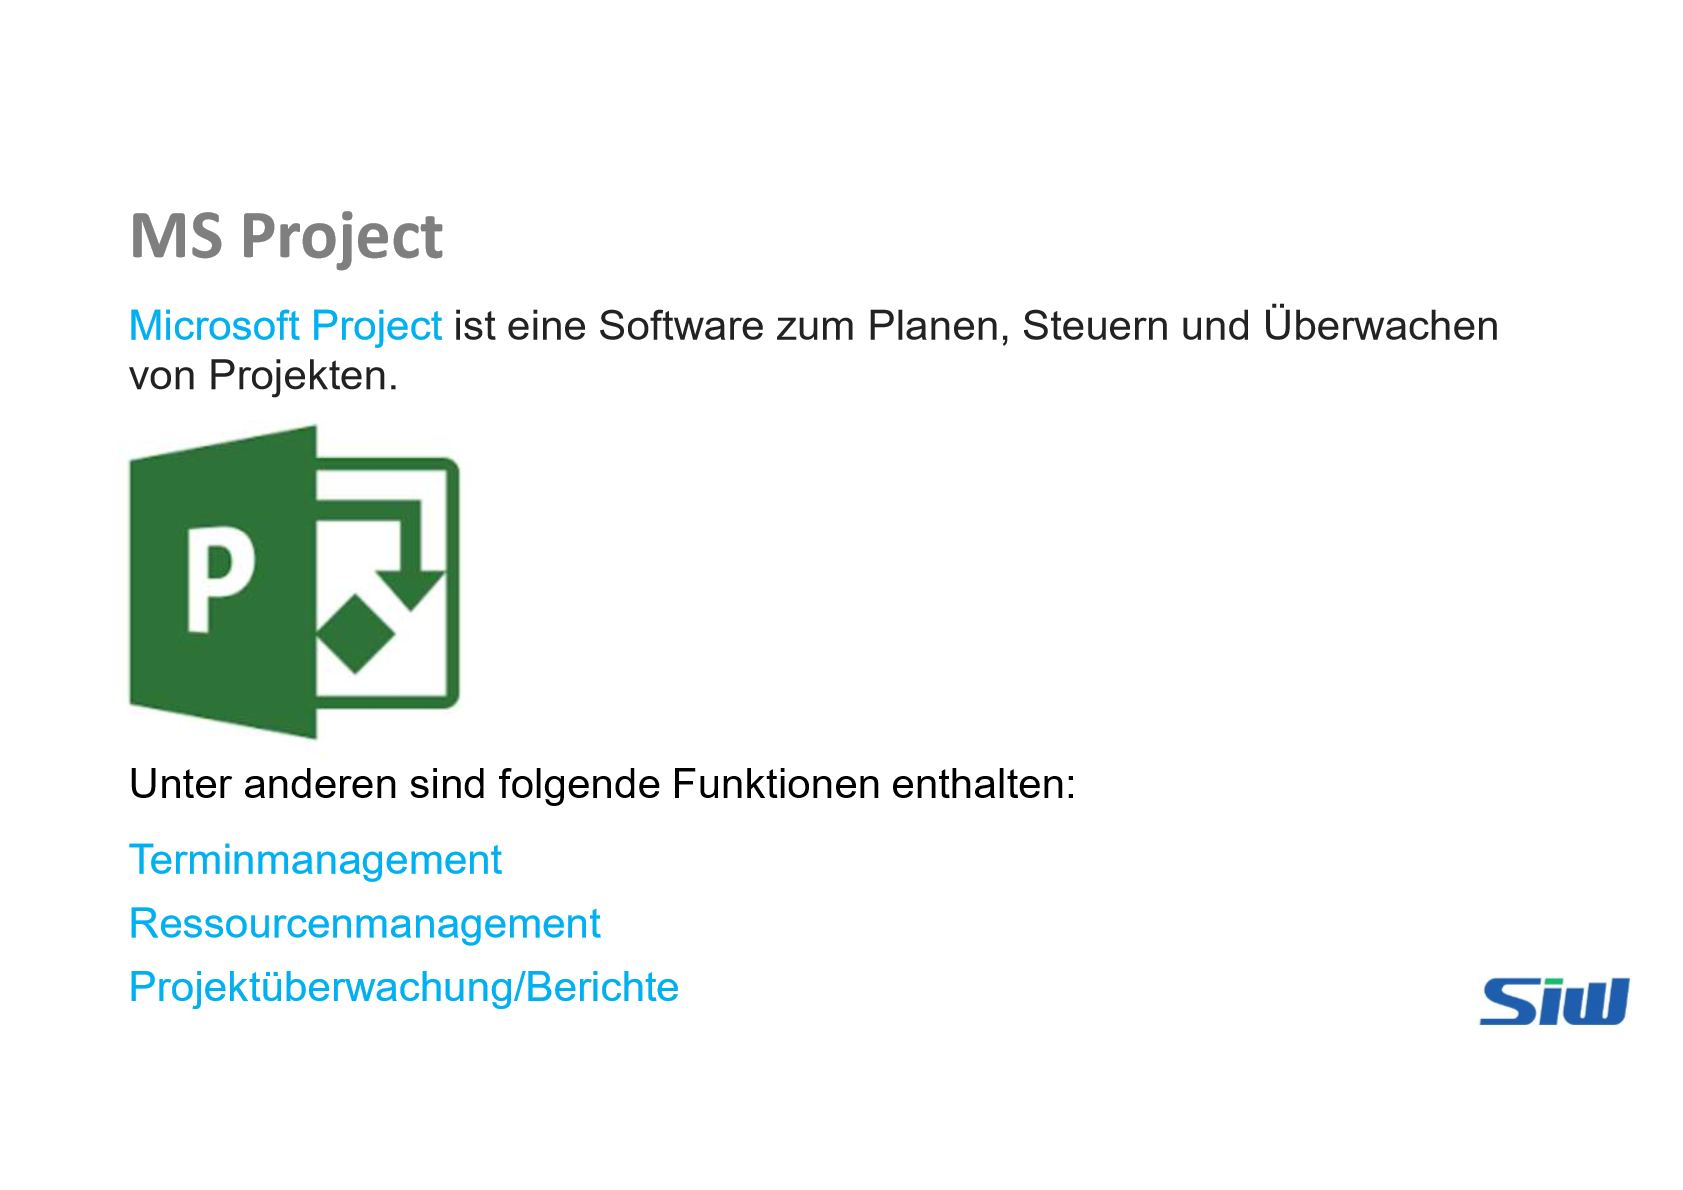 MS Project
Microsoft Project ist eine Software zum Planen, Steuern und Überwachen
von Projekten.
P
Unter anderen sind folgende Funktionen enthalten:
Terminmanagement
Ressourcenmanagement
Projektüberwachung/Berichte
Siw